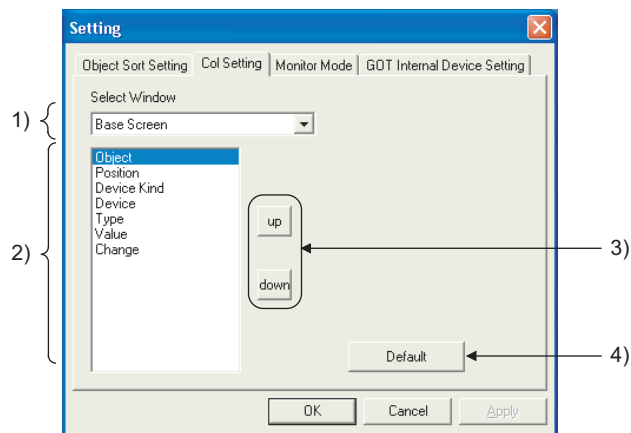 Setting
Object Sort Setting Col Setting Monitor Mode GOT Internal Device Setting
Select Window
1) Base Screen
2)
Object
Position
Device Kind
Device
Type
Value
Change
up
3)
down
Default 4)
OK Cancel Apply